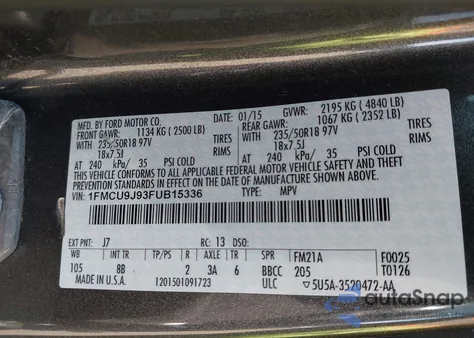 MFD. BY FORD MOTOR CO.
01/15 GVWR: 2195 KG ( 4840 LB)
FRONT GAWR: 1134 KG ( 2500 LB) REAR GAWR: 1067 KG ( 2352 LB)
WITH 235/50R18 97V TIRES WITH 235/50R18 97V TIRES
18x7.5J RIMS 18x7.5J RIMS
AT 240 kPa/ 35 PSI COLD AT 240 kPa/ 35 PSI COLD
THIS VEHICLE CONFORMS TO ALL APPLICABLE FEDERAL MOTOR VEHICLE SAFETY AND THEFT
PREVENTION STANDARDS IN EFFECT ON THE DATE OF MANUFACTURE SHOWN ABOVE.
VIN: 1FMCU9J93FUB15336 TYPE: MPV
EXT PNT: J7 RC: 13 DSO:
WB INT TR TP/PS R AXLE TR SPR FM21A F0025
105 8B 2 3A 6 BBCC 205 T0126
MADE IN U.S.A. 1201501091723 ULC 5U5A-3520472-AA
autoSnap